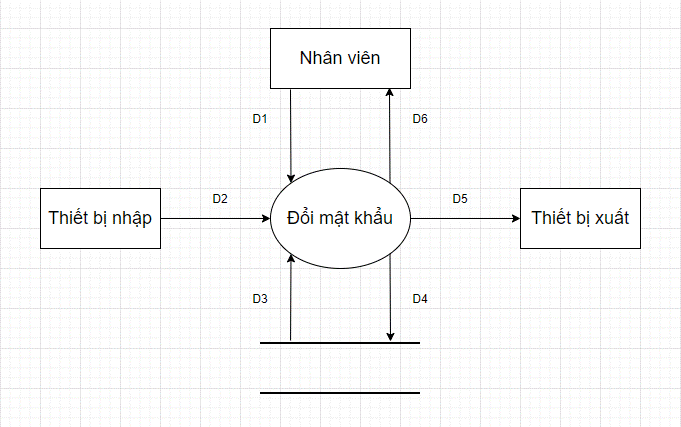 Nhân viên
D1
D6
Thiết bị nhập
D2
Đổi mật khẩu
D5
Thiết bị xuất
D3
D4